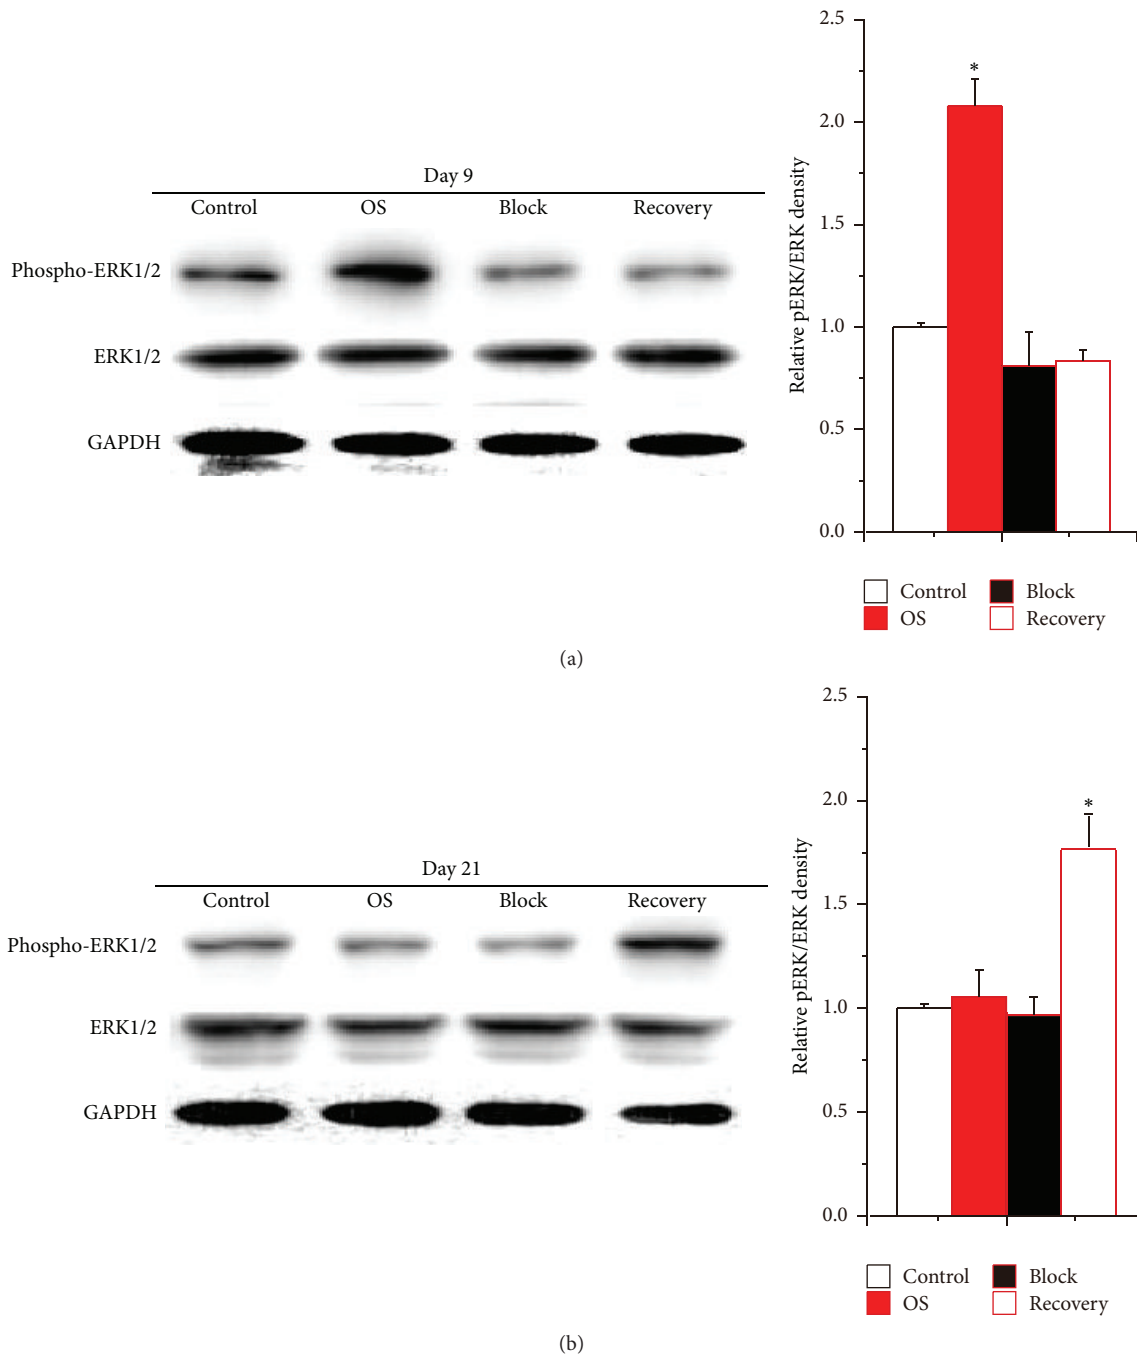 Day 9
Control OS Block Recovery
Phospho-ERK1/2
ERK1/2
GAPDH
2.5
2.0
1.5
1.0
0.5
0.0
Relative pERK/ERK density
*
Control Block
OS Recovery
(a)
Day 21
Control OS Block Recovery
Phospho-ERK1/2
ERK1/2
GAPDH
2.5
2.0
1.5
1.0
0.5
0.0
Relative pERK/ERK density
*
Control Block
OS Recovery
(b)